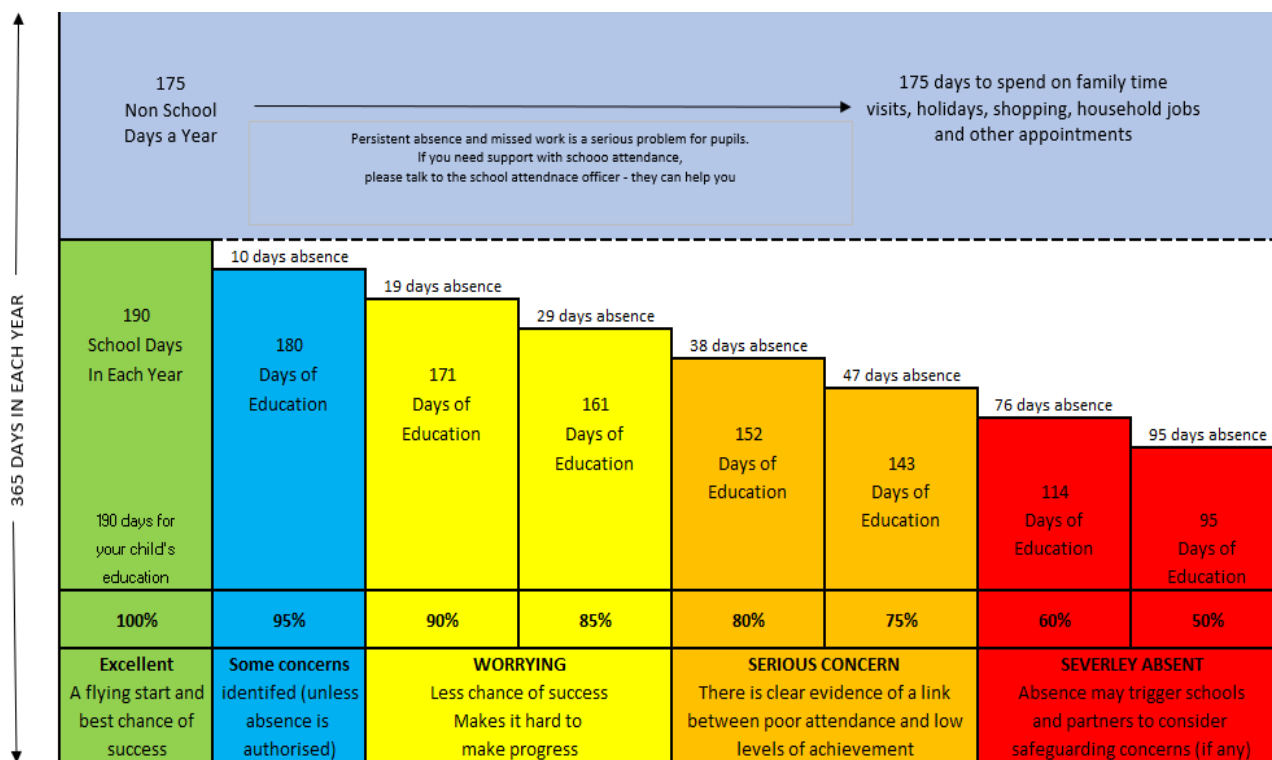 365 DAYS IN EACH YEAR
175
Non School
Days a Year
175 days to spend on family time
visits, holidays, shopping, household jobs
and other appointments
Persistent absence and missed work is a serious problem for pupils.
If you need support with schooo attendance,
please talk to the school attendnace officer - they can help you
190
School Days
In Each Year
190 days for
your child's
education
10 days absence
180
Days of
Education
19 days absence
171
Days of
Education
29 days absence
161
Days of
Education
38 days absence
152
Days of
Education
47 days absence
143
Days of
Education
76 days absence
114
Days of
Education
95 days absence
95
Days of
Education
100%
95%
90%
85%
80%
75%
60%
50%
Excellent
A flying start and
best chance of
success
Some concerns
identifed (unless
absence is
authorised)
WORRYING
Less chance of success
Makes it hard to
make progress
SERIOUS CONCERN
There is clear evidence of a link
between poor attendance and low
levels of achievement
SEVERLEY ABSENT
Absence may trigger schools
and partners to consider
safeguarding concerns (if any)